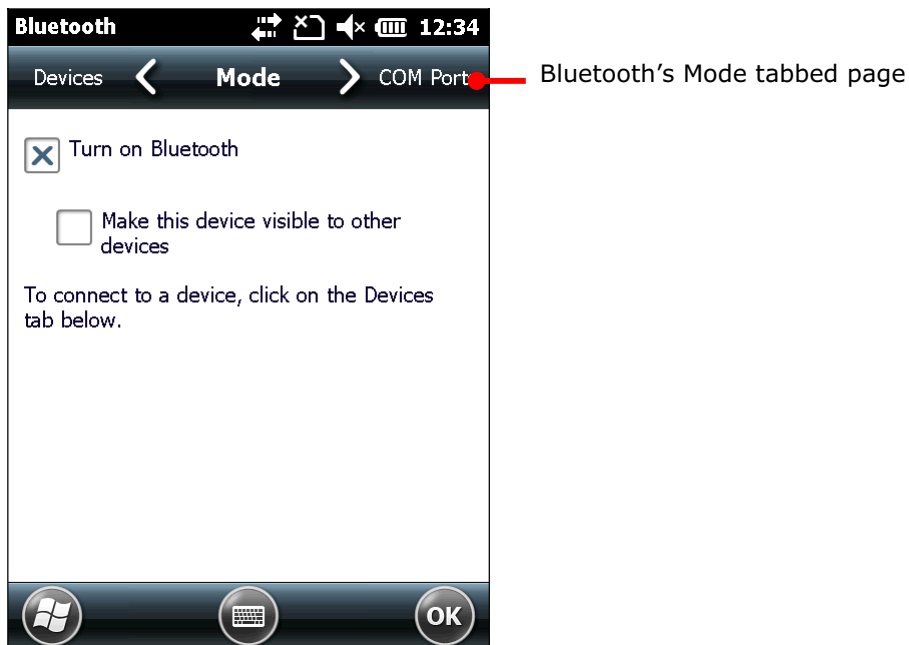 Bluetooth 12:34
Devices Mode COM Port
Bluetooth’s Mode tabbed page
Turn on Bluetooth
Make this device visible to other
devices
To connect to a device, click on the Devices
tab below.
OK